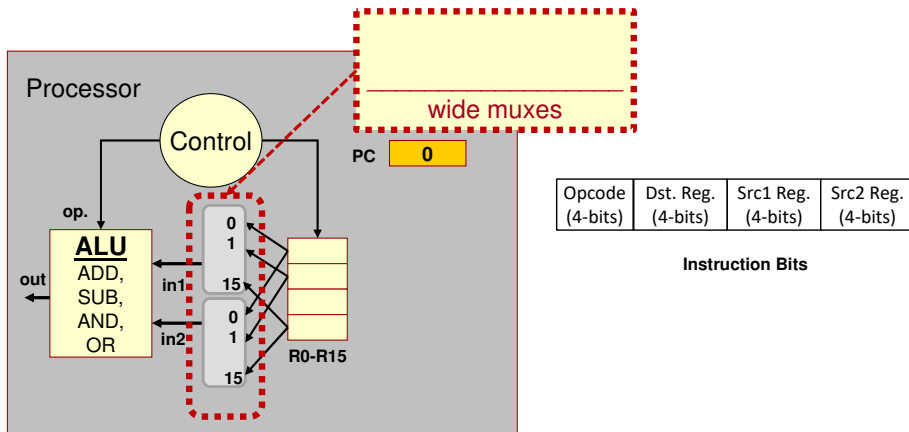 wide muxes
Processor
Control
PC
0
op.
ALU
ADD,
SUB,
AND,
OR
out
in1
in2
0
1
15
0
1
15
R0-R15
Opcode
(4-bits)
Dst. Reg.
(4-bits)
Src1 Reg.
(4-bits)
Src2 Reg.
(4-bits)
Instruction Bits